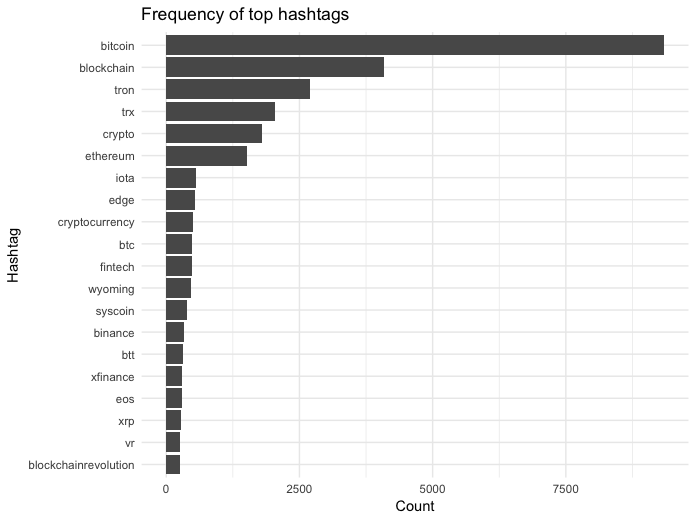 Frequency of top hashtags
Hashtag
bitcoin
blockchain
tron
trx
crypto
ethereum
iota
edge
cryptocurrency
btc
fintech
wyoming
syscoin
binance
btt
xfinance
eos
xrp
vr
blockchainrevolution
0 2500 5000 7500
Count